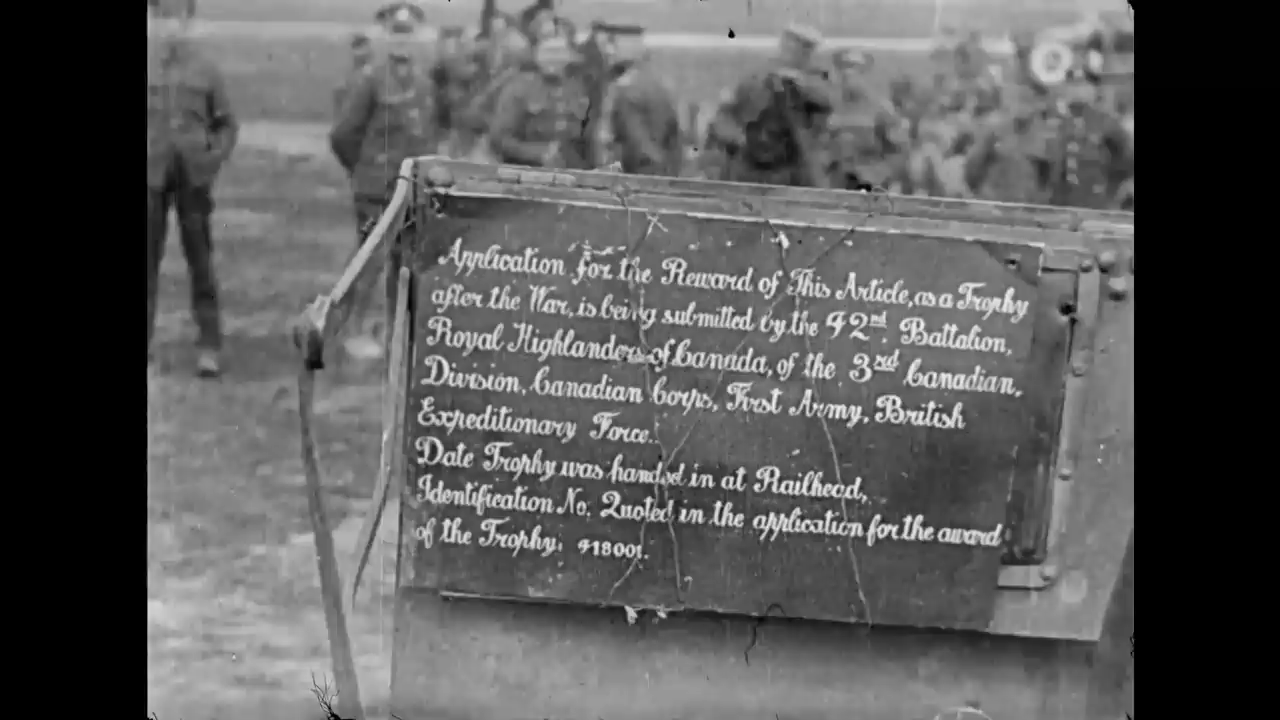 Application for the Reward of This Article, as a Trophy
after the War, is being submitted by the 42nd. Battalion,
Royal Highlanders of Canada, of the 3rd Canadian,
Division, Canadian Corps, First Army, British
Expeditionary Force..
Date Trophy was handed in at Railhead,
Identification No. Quoted in the application for the award
of the Trophy. 418001.